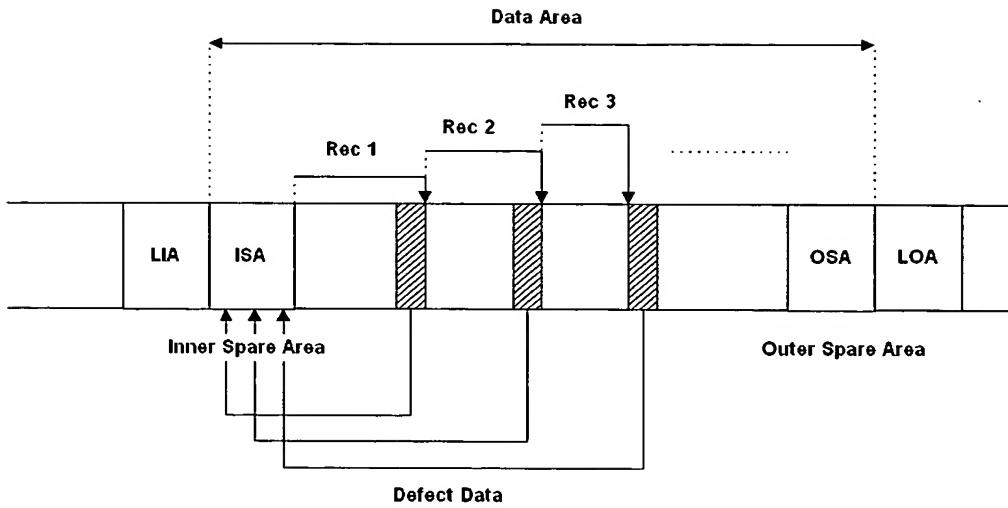 Data Area
Rec 3
Rec 2
Rec 1
LIA
ISA
OSA
LOA
Inner Spare Area
Outer Spare Area
Defect Data